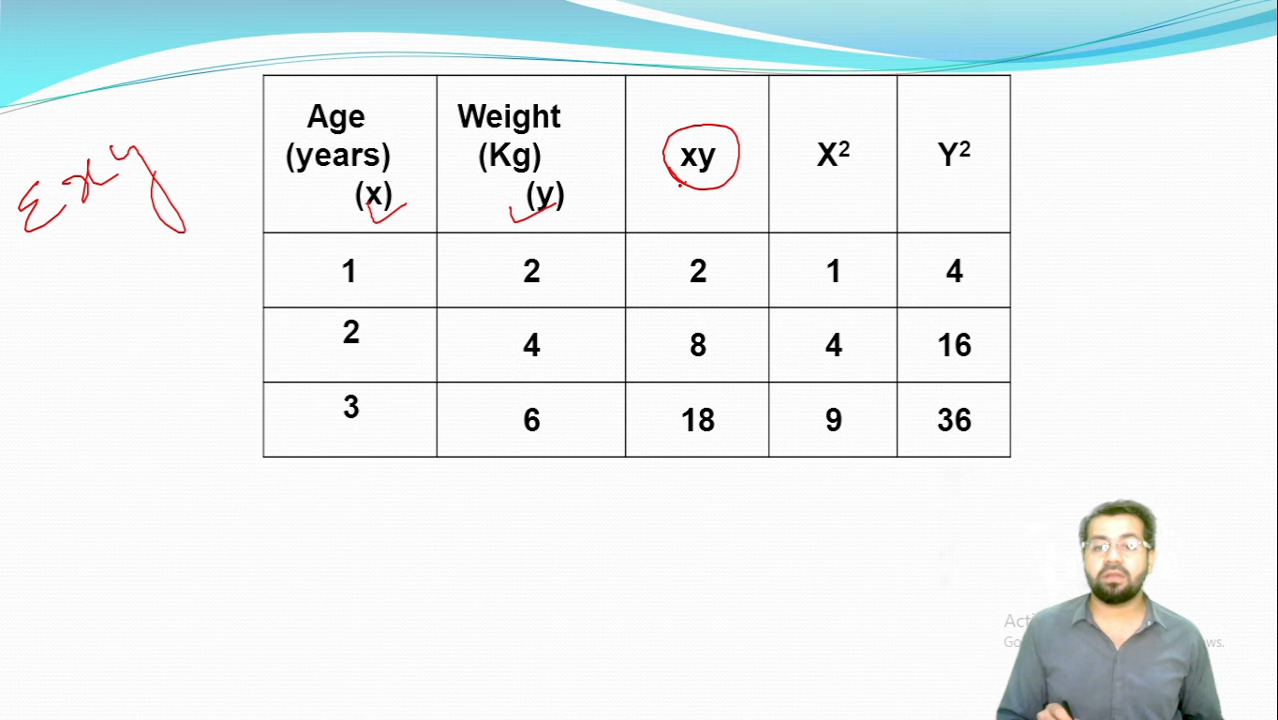 Σxy
Age
(years)
(x)
Weight
(Kg)
(y)
xy
X²
Y²
1 2 2 1 4
2 4 8 4 16
3 6 18 9 36